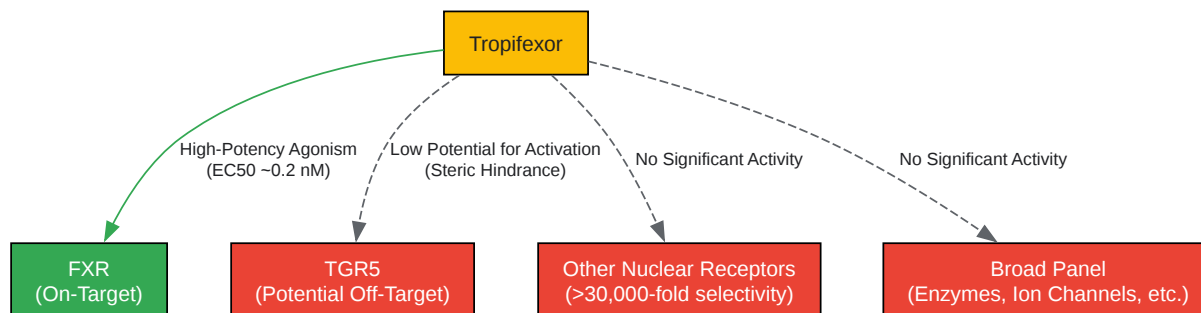 Tropifexor
High-Potency Agonism
(EC50 ~0.2 nM)
Low Potential for Activation
(Steric Hindrance)
No Significant Activity
No Significant Activity
FXR
(On-Target)
TGR5
(Potential Off-Target)
Other Nuclear Receptors
(>30,000-fold selectivity)
Broad Panel
(Enzymes, Ion Channels, etc.)